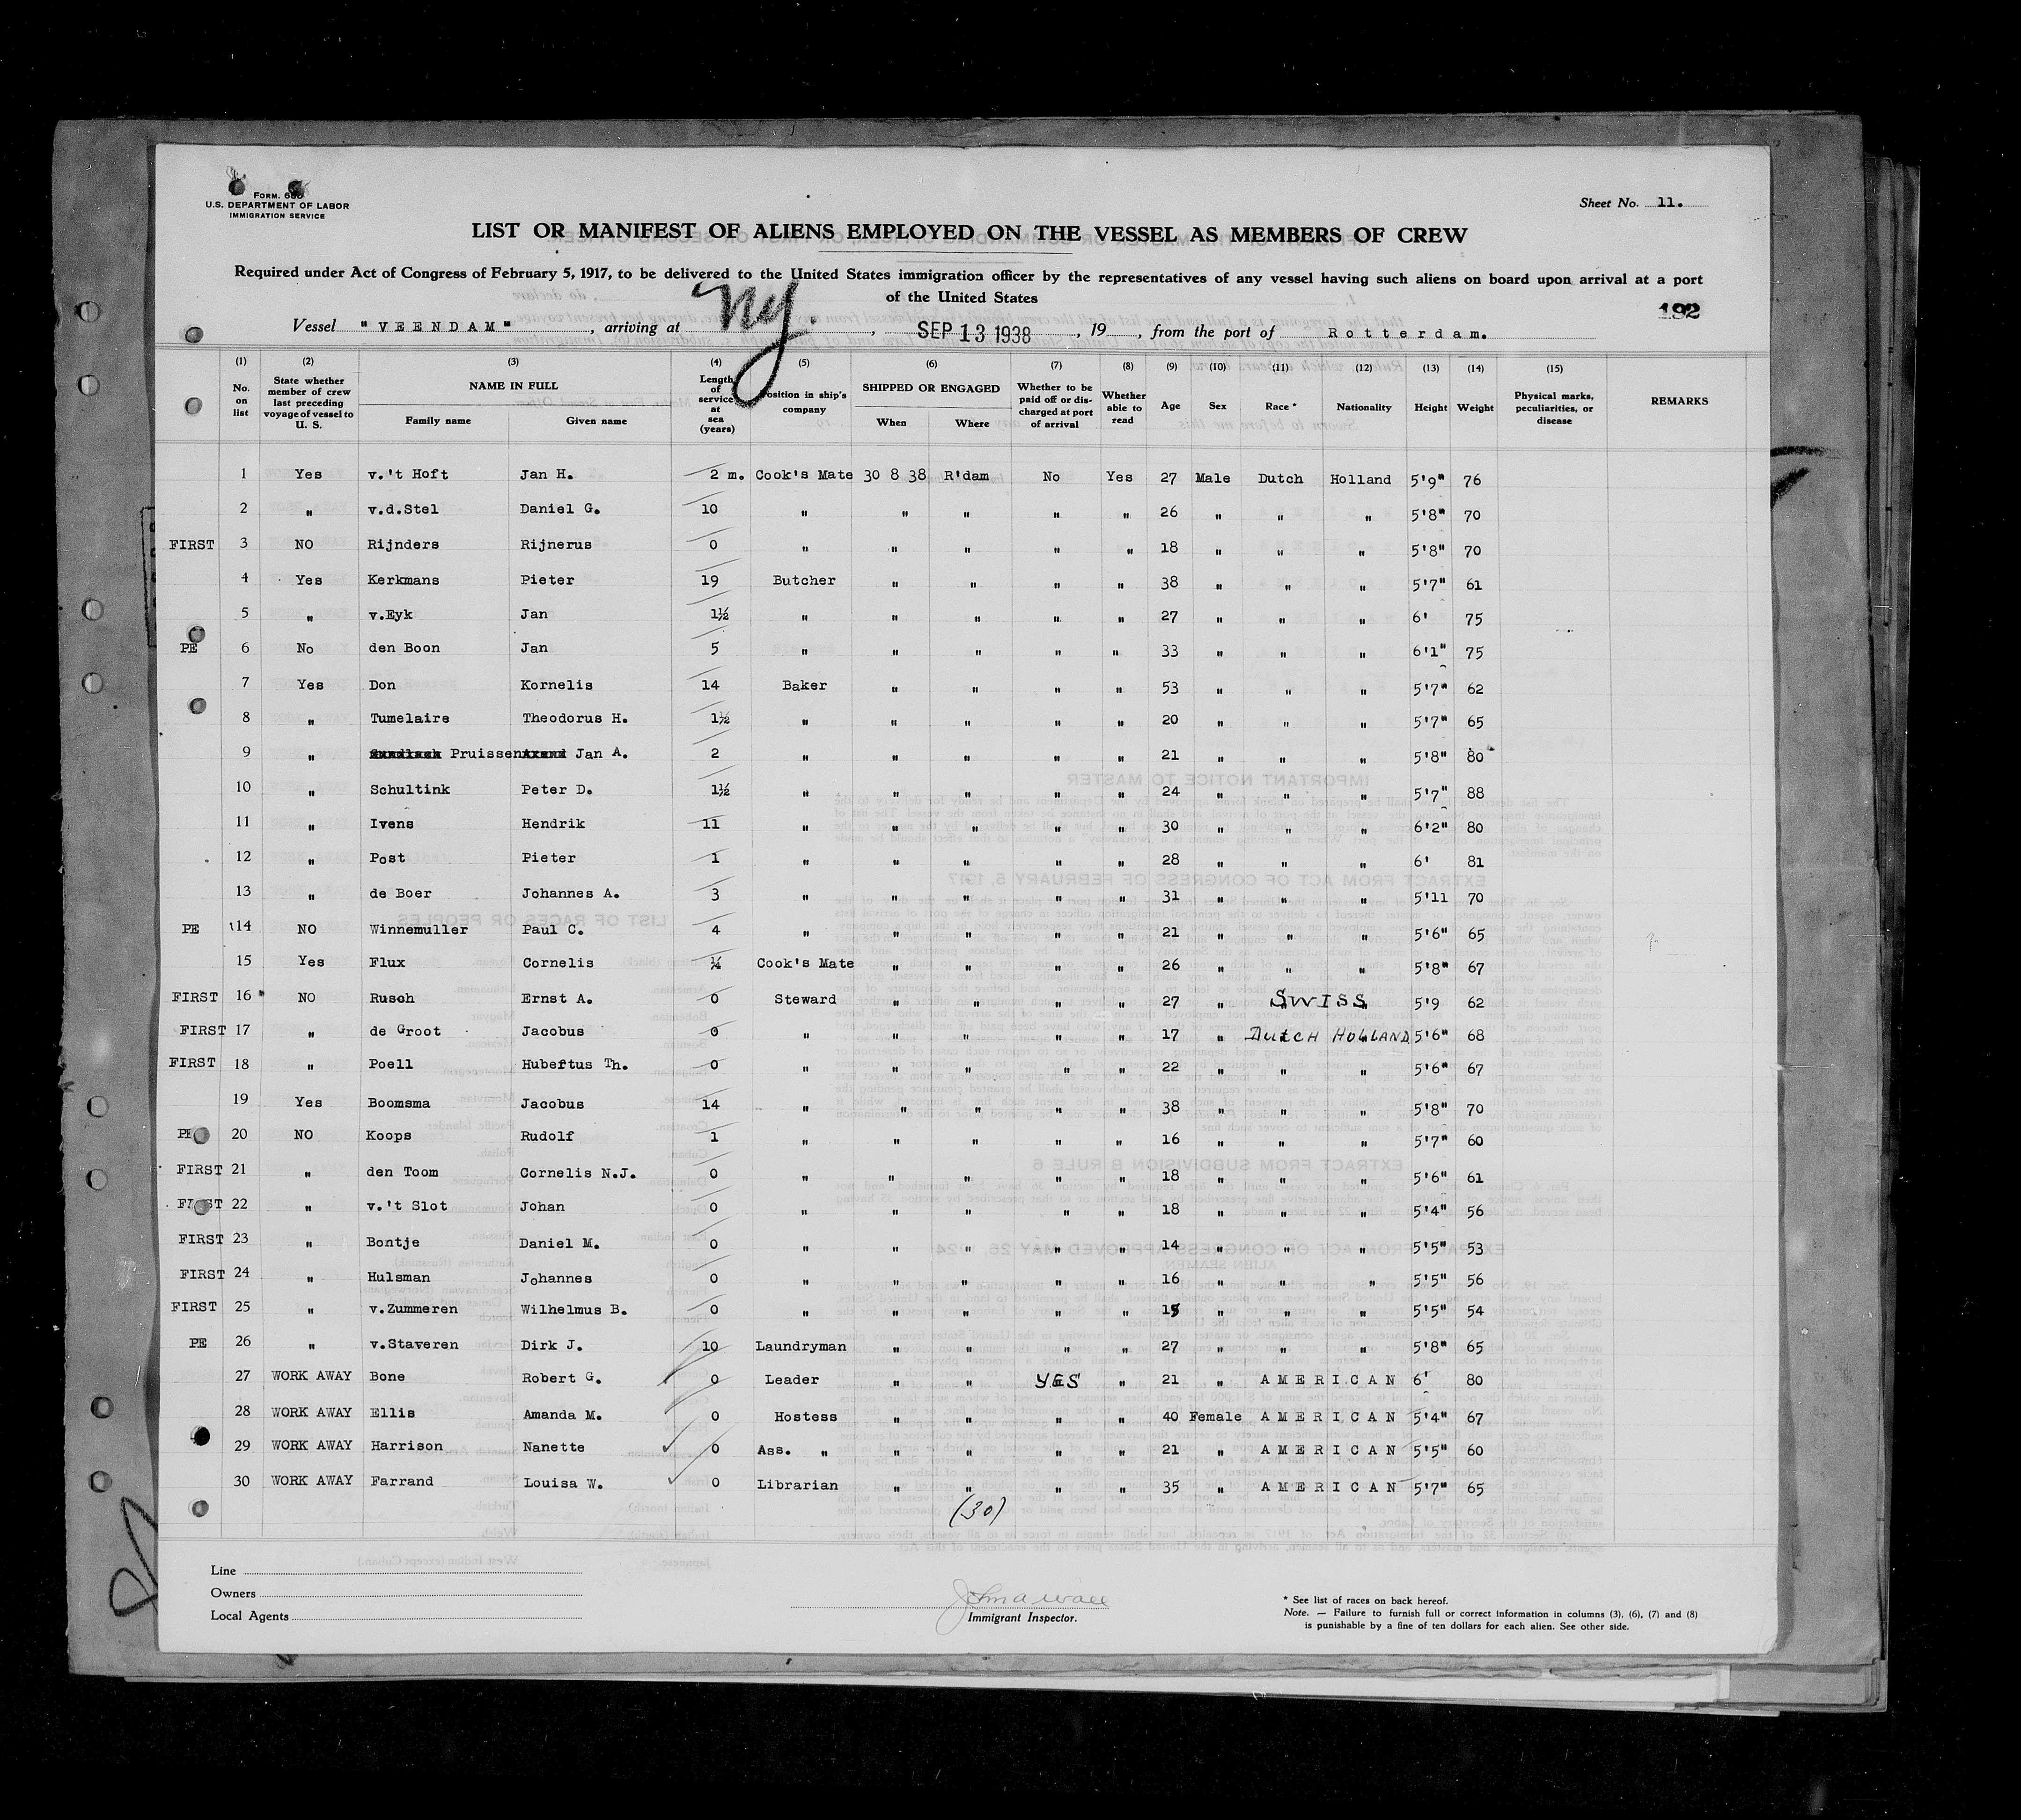 Form. 680
U.S. DEPARTMENT OF LABOR
IMMIGRATION SERVICE
Sheet No. 11.
LIST OR MANIFEST OF ALIENS EMPLOYED ON THE VESSEL AS MEMBERS OF CREW
Required under Act of Congress of February 5, 1917, to be delivered to the United States immigration officer by the representatives of any vessel having such aliens on board upon arrival at a port
of the United States
192
Vessel "VEENDAM", arriving at NY., SEP 13 1938, 19, from the port of Rotterdam.
(1) (2) (3) (4) (5) (6) (7) (8) (9) (10) (11) (12) (13) (14) (15)
No. on list State whether member of crew last preceding voyage of vessel to U. S. NAME IN FULL Family name Given name Length of service at sea (years) Position in ship's company SHIPPED OR ENGAGED When Where Whether to be paid off or discharged at port of arrival Whether able to read Age Sex Race * Nationality Height Weight Physical marks, peculiarities, or disease REMARKS
1 Yes v.'t Hoft Jan H. 2 m. Cook's Mate 30 8 38 R'dam No Yes 27 Male Dutch Holland 5'9" 76
2 " v.d.Stel Daniel G. 10 " " " " " 26 " " " 5'8" 70
FIRST 3 NO Rijnders Rijnerus 0 " " " " " 18 " " " 5'8" 70
4 Yes Kerkmans Pieter 19 Butcher " " " " 38 " " " 5'7" 61
5 " v.Eyk Jan 1½ " " " " " 27 " " " 6' 75
PE 6 No den Boon Jan 5 " " " " " 33 " " " 6'1" 75
7 Yes Don Kornelis 14 Baker " " " " 53 " " " 5'7" 62
8 " Tumelaire Theodorus H. 1½ " " " " " 20 " " " 5'7" 65
9 " Pruissen Jan A. 2 " " " " " 21 " " " 5'8" 80
10 " Schultink Peter D. 1½ " " " " " 24 " " " 5'7" 88
11 " Ivens Hendrik 11 " " " " " 30 " " " 6'2" 80
12 " Post Pieter 1 " " " " " 28 " " " 6' 81
13 " de Boer Johannes A. 3 " " " " " 31 " " " 5'11 70
PE 14 NO Winnemuller Paul C. 4 " " " " " 21 " " " 5'6" 65
15 Yes Flux Cornelis ¼ Cook's Mate " " " " 26 " " " 5'8" 67
FIRST 16 NO Rusch Ernst A. 0 Steward " " " " 27 " SWISS 5'9 62
FIRST 17 " de Groot Jacobus 0 " " " " " 17 " DUTCH HOLLAND 5'6" 68
FIRST 18 " Poell Hubertus Th. 0 " " " " " 22 " " " 5'6" 67
19 Yes Boomsma Jacobus 14 " " " " " 38 " " " 5'8" 70
PE 20 NO Koops Rudolf 1 " " " " " 16 " " " 5'7" 60
FIRST 21 " den Toom Cornelis N.J. 0 " " " " " 18 " " " 5'6" 61
FIRST 22 " v.'t Slot Johan 0 " " " " " 18 " " " 5'4" 56
FIRST 23 " Bontje Daniel M. 0 " " " " " 14 " " " 5'5" 53
FIRST 24 " Hulsman Johannes 0 " " " " " 16 " " " 5'5" 56
FIRST 25 " v.Zummeren Wilhelmus B. 0 " " " " " 15 " " " 5'5" 54
PE 26 " v.Staveren Dirk J. 10 Laundryman " " " " 27 " " " 5'8" 65
27 WORK AWAY Bone Robert G. 0 Leader " " YES " 21 " AMERICAN 6' 80
28 WORK AWAY Ellis Amanda M. 0 Hostess " " " " 40 Female AMERICAN 5'4" 67
29 WORK AWAY Harrison Nanette 0 Ass. " " " " " 21 " AMERICAN 5'5" 60
30 WORK AWAY Farrand Louisa W. 0 Librarian " " " " 35 " AMERICAN 5'7" 65
(30)
Line
Owners
Local Agents
Immigrant Inspector.
* See list of races on back hereof.
Note. — Failure to furnish full or correct information in columns (3), (6), (7) and (8)
is punishable by a fine of ten dollars for each alien. See other side.